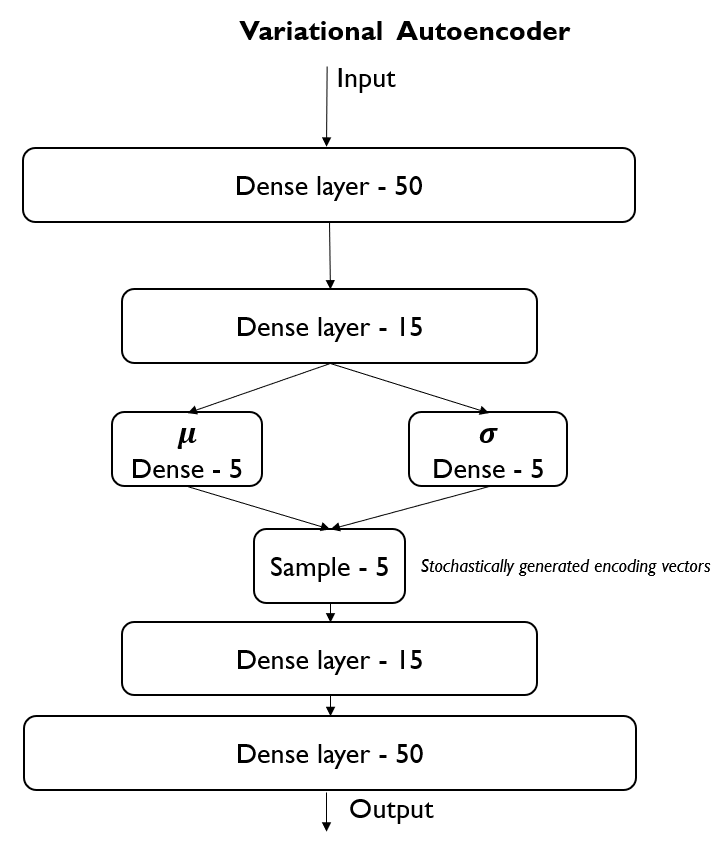 Variational Autoencoder
Input
Dense layer - 50
Dense layer - 15
μ
Dense - 5
σ
Dense - 5
Sample - 5
Stochastically generated encoding vectors
Dense layer - 15
Dense layer - 50
Output